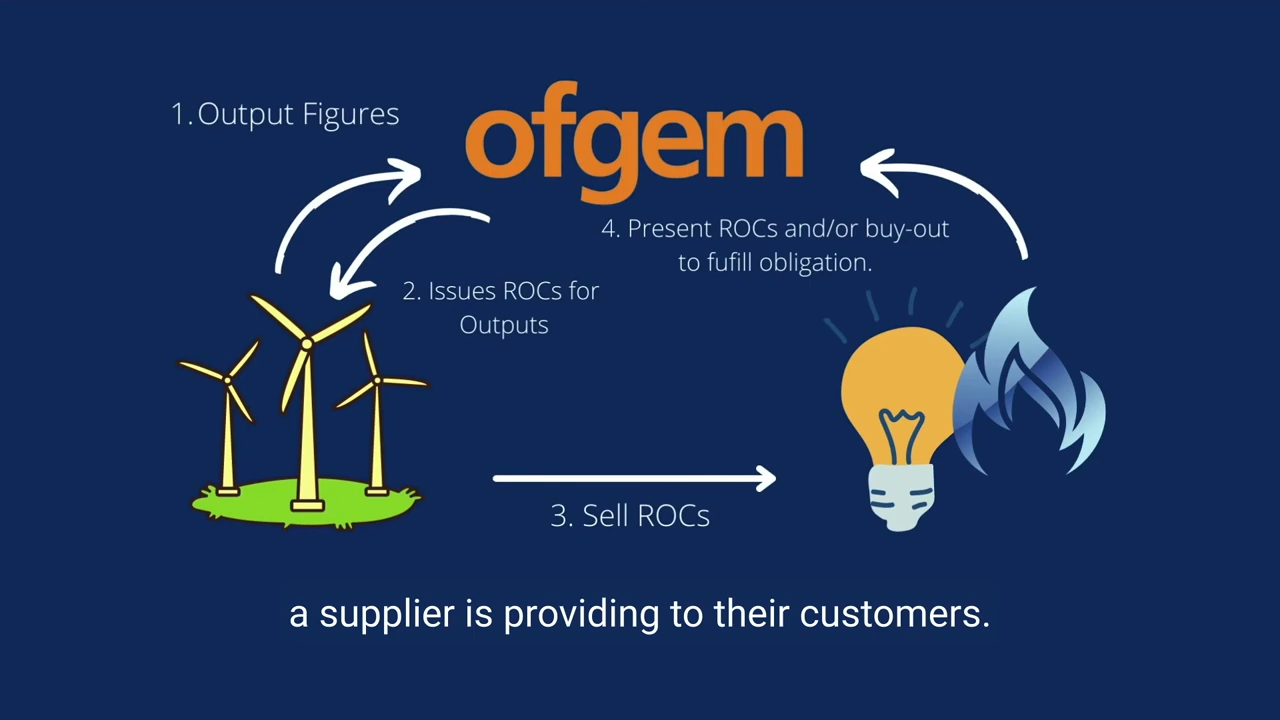 1. Output Figures
ofgem
4. Present ROCs and/or buy-out
to fufill obligation.
2. Issues ROCs for
Outputs
3. Sell ROCs
a supplier is providing to their customers.